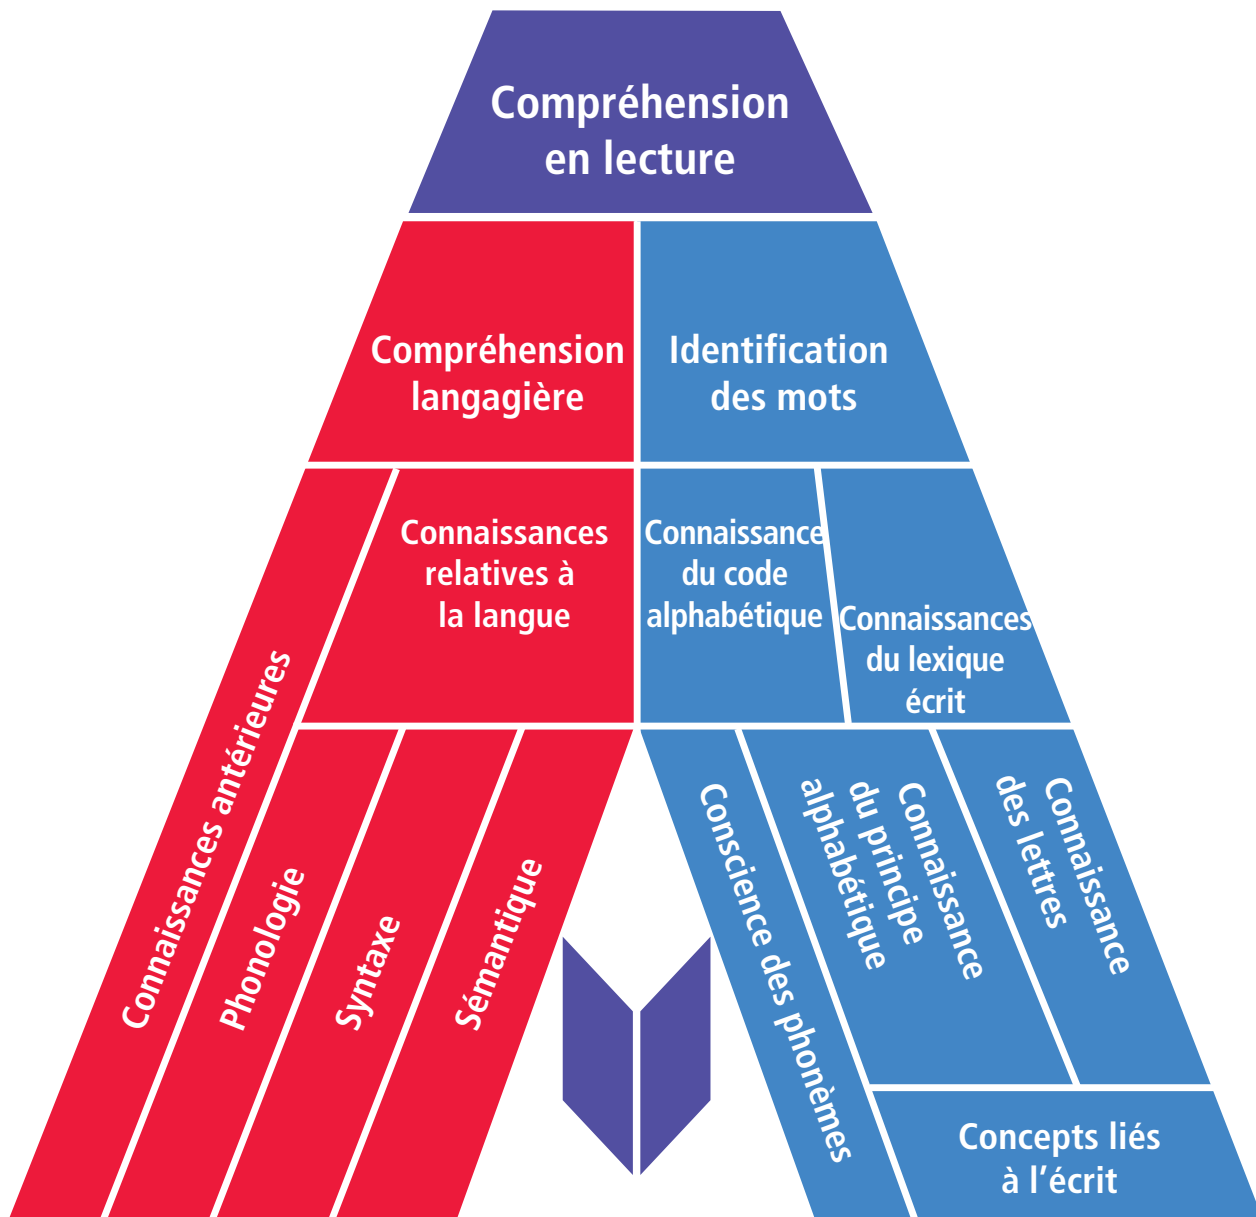 Compréhension
en lecture
Compréhension
langagière
Identification
des mots
Connaissances antérieures
Connaissances
relatives à
la langue
Connaissance
du code
alphabétique
Connaissances
du lexique
écrit
Phonologie
Syntaxe
Sémantique
Conscience des phonèmes
Connaissance
du principe
alphabétique
Connaissance
des lettres
Concepts liés
à l’écrit